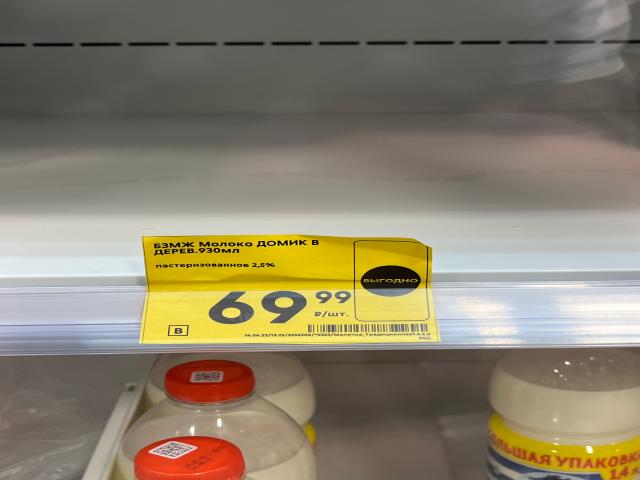 БЗМЖ Молоко ДОМИК В
ДЕРЕВ.930мл
пастеризованное 2,5%
ВЫГОДНО
69 99
₽/шт.
В
БОЛЬШАЯ УПАКОВКА
1,4